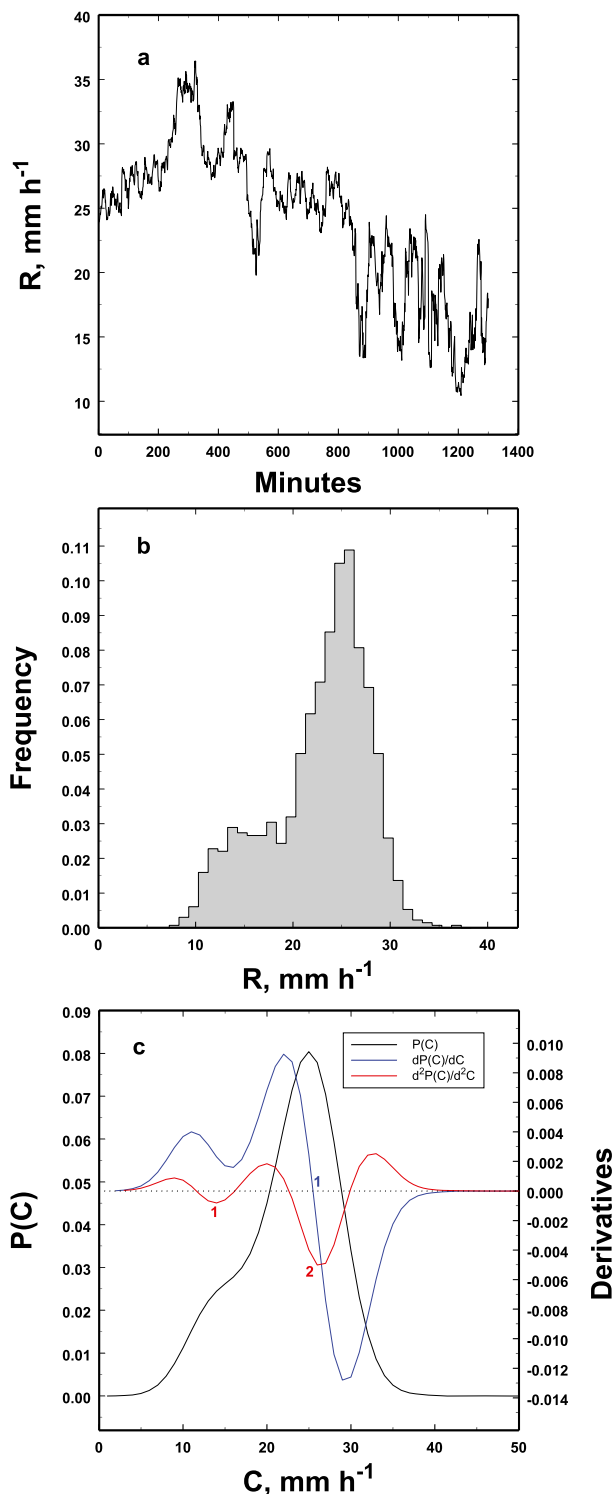 a
40
35
30
25
20
15
10
R, mm h⁻¹
0 200 400 600 800 1000 1200 1400
Minutes
b
0.11
0.10
0.09
0.08
0.07
0.06
0.05
0.04
0.03
0.02
0.01
0.00
Frequency
0 10 20 30 40
R, mm h⁻¹
c
P(C)
dP(C)/dC
d²P(C)/d²C
0.09
0.08
0.07
0.06
0.05
0.04
0.03
0.02
0.01
0.00
P(C)
0.010
0.008
0.006
0.004
0.002
0.000
-0.002
-0.004
-0.006
-0.008
-0.010
-0.012
-0.014
Derivatives
1
1
2
0 10 20 30 40 50
C, mm h⁻¹